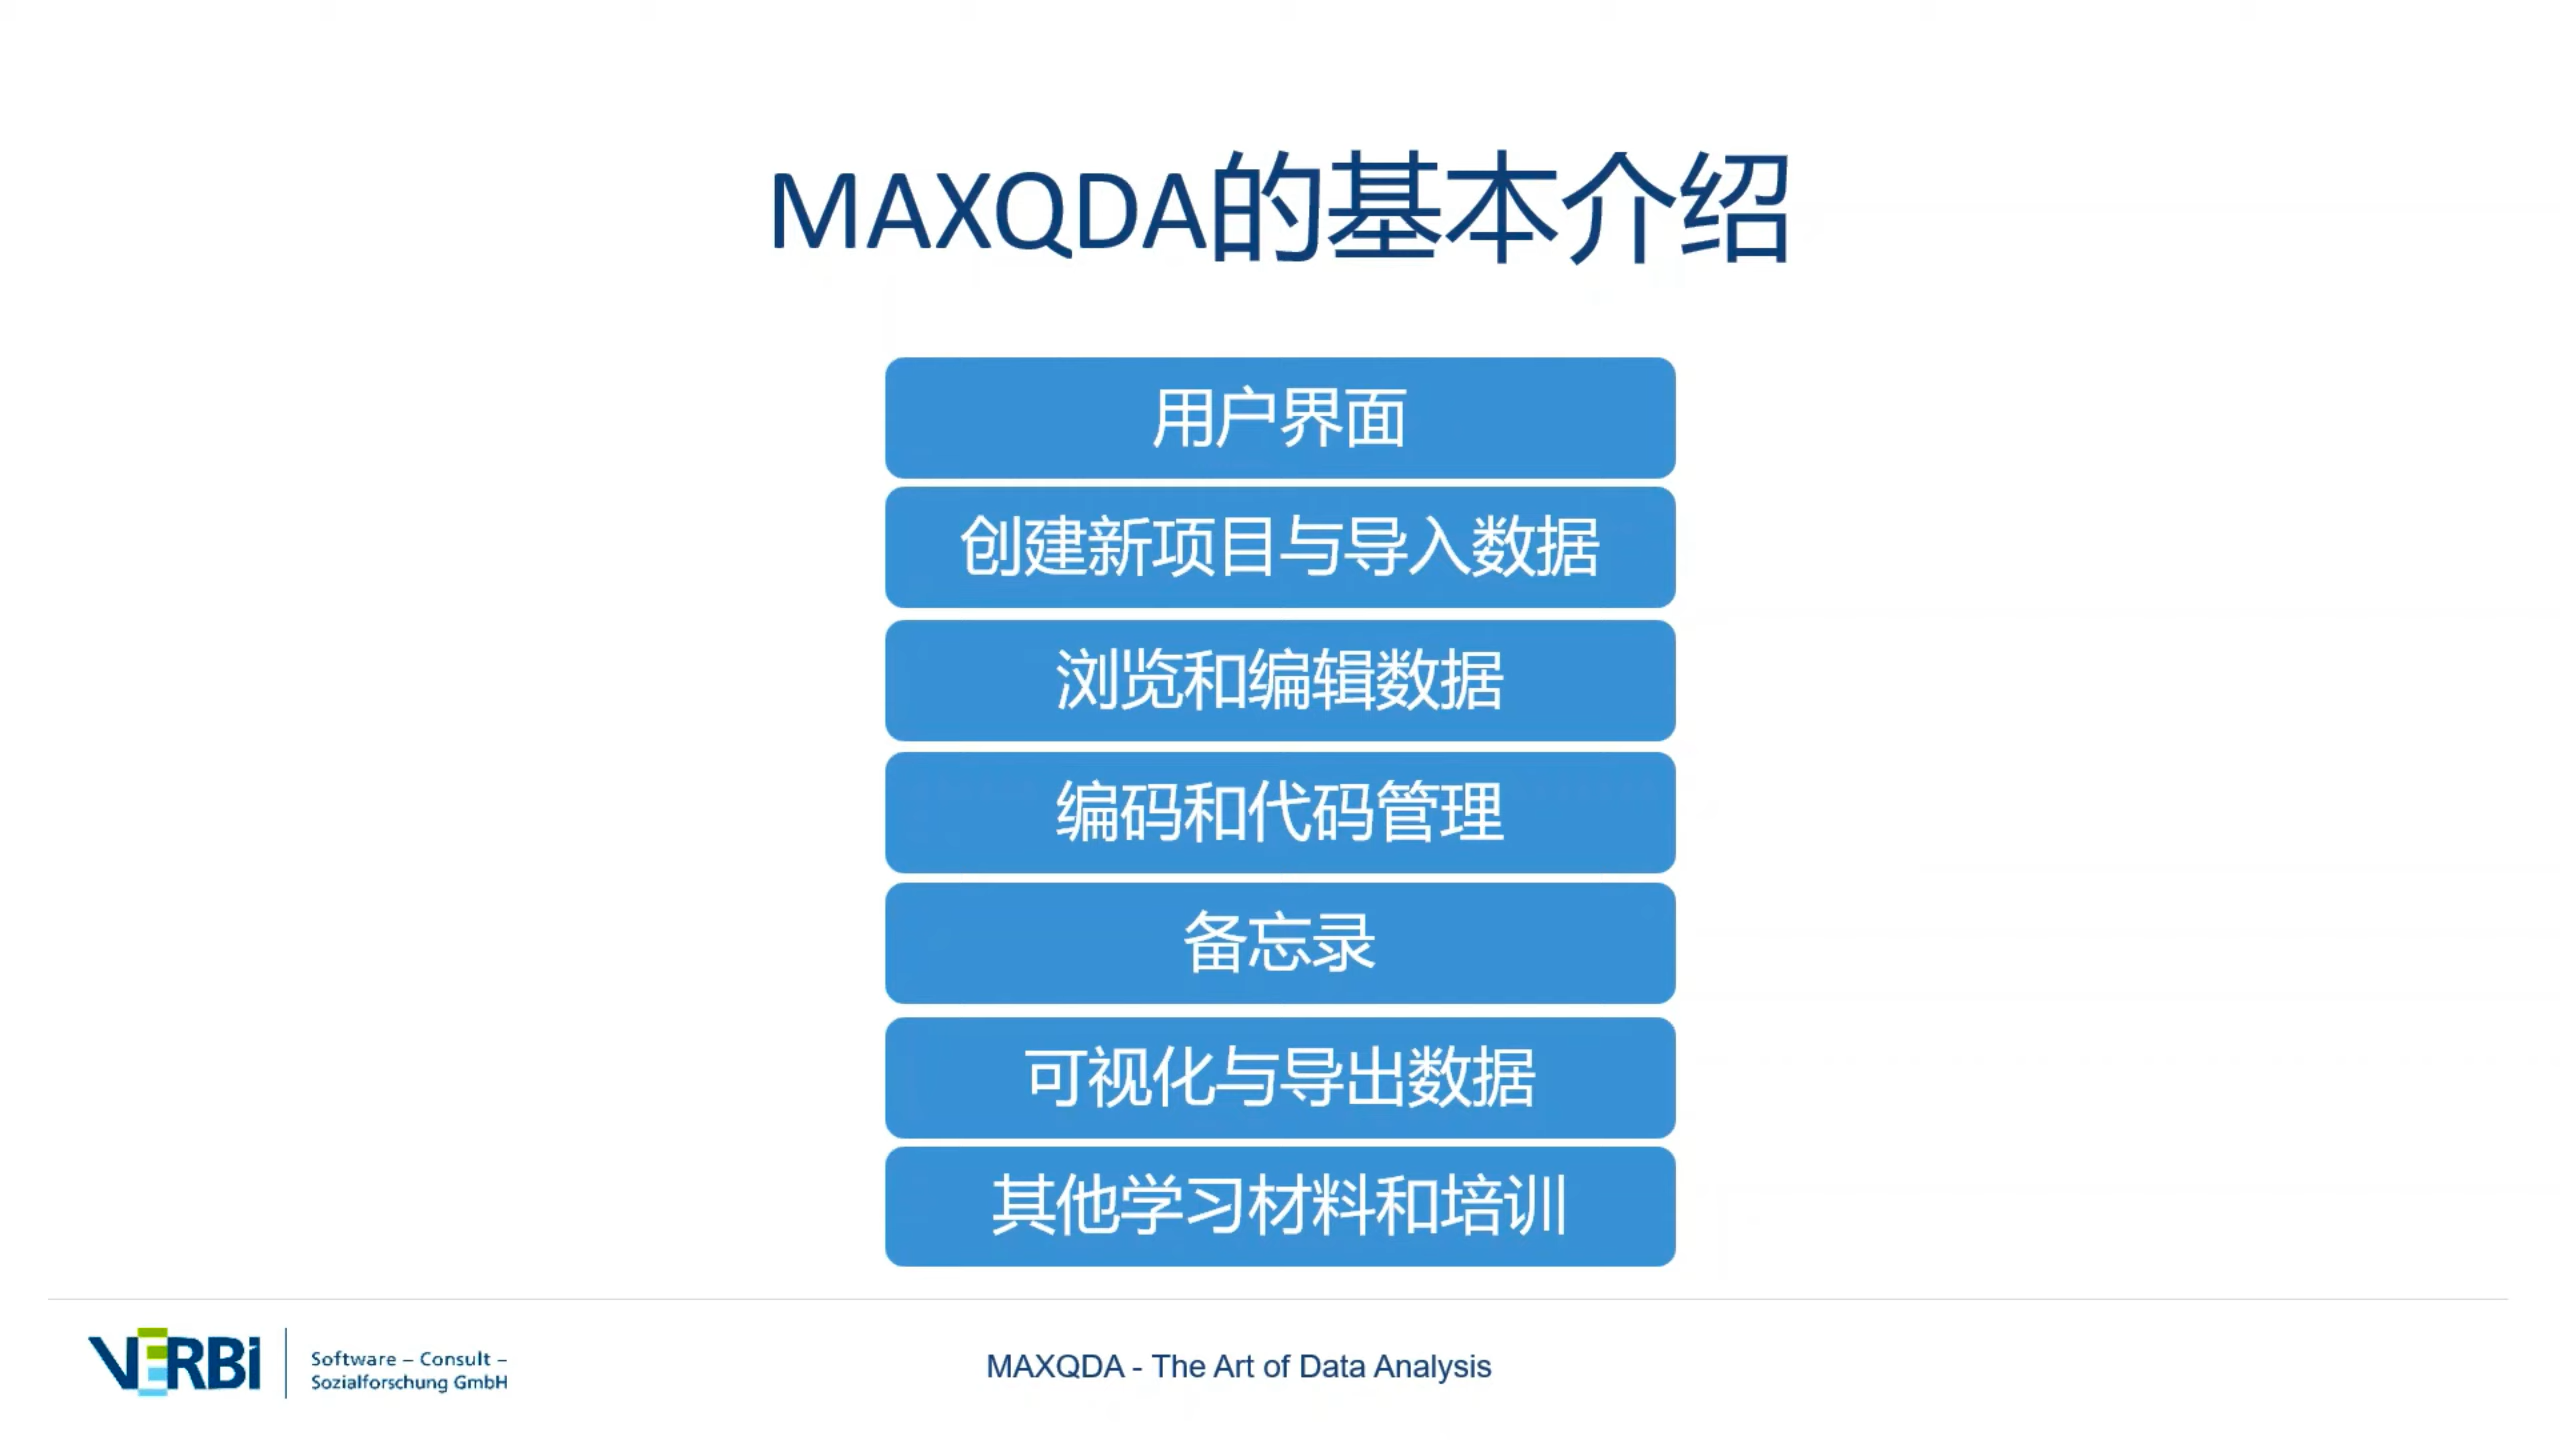 MAXQDA的基本介绍
用户界面
创建新项目与导入数据
浏览和编辑数据
编码和代码管理
备忘录
可视化与导出数据
其他学习材料和培训
VERBI
Software – Consult –
Sozialforschung GmbH
MAXQDA - The Art of Data Analysis